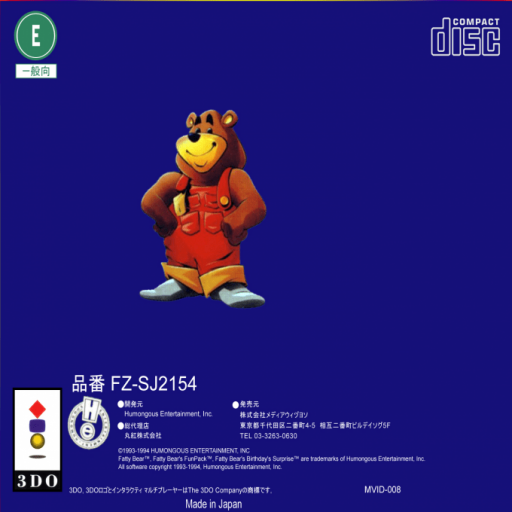 E
一般向
COMPACT
disc
品番 FZ-SJ2154
●開発元
Humongous Entertainment, Inc.
●総代理店
丸紅株式会社
●発売元
株式会社メディアヴィヴヨソ
東京都千代田区二番町4-5 相互二番町ビルディソグ5F
TEL 03-3263-0630
He
©1993-1994 HUMONGOUS ENTERTAINMENT, INC
Fatty Bear™, Fatty Bear's FunPack™, Fatty Bear's Birthday's Surprise™ are trademarks of Humongous Entertainment, Inc.
All software copyright 1993-1994, Humongous Entertainment, Inc.
3DO
3DO、3DOロゴとインタラクティ マルチプレーヤーはThe 3DO Companyの商標です。
MVID-008
Made in Japan